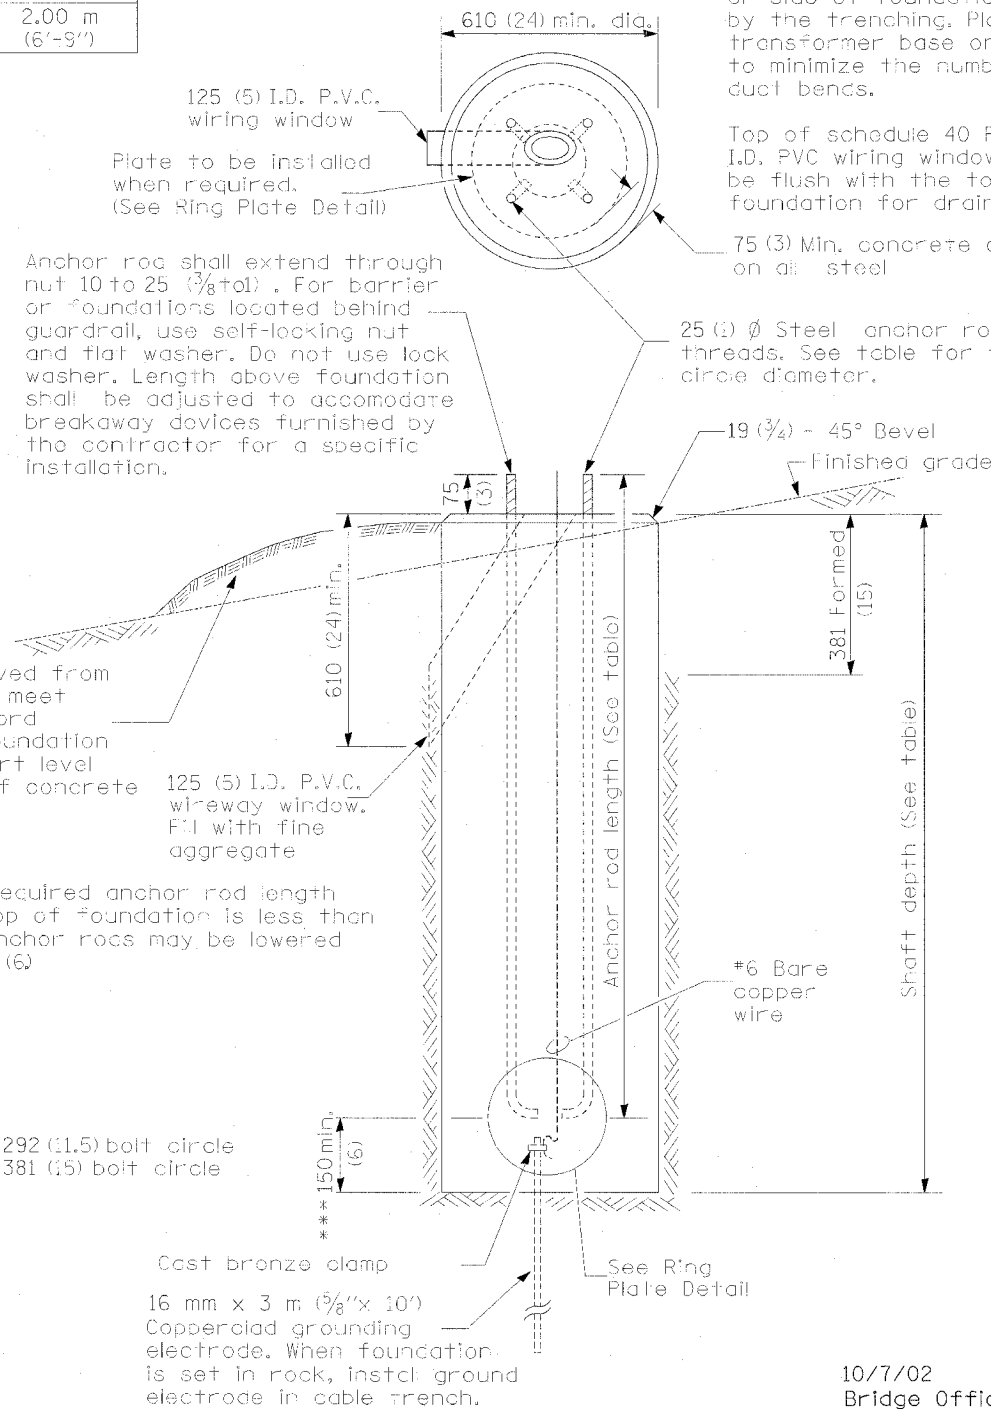 2.00 m
(6'-9")
610 (24) min. dia.
125 (5) I.D. P.V.C.
wiring window
Plate to be installed
when required.
(See Ring Plate Detail)
by the trenching.
transformer base or
to minimize the
duct bends.
Top of schedule 40
I.D. PVC wiring window
be flush with the
foundation for
75 (3) Min. concrete
on all steel
Anchor rod shall extend through
nut 10 to 25 (3/8 to 1) . For barrier
or foundations located behind
guardrail, use self-locking nut
and flat washer. Do not use lock
washer. Length above foundation
shall be adjusted to accomodate
breakaway devices furnished by
the contractor for a specific
installation.
25 (1) Ø Steel anchor
threads. See table for
circle diameter.
19 (3/4) - 45° Bevel
Finished grade
75
(3)
610 (24) min.
381 Formed
(15)
from
meet
level
concrete
125 (5) I.D. P.V.C.
wireway window.
Fill with fine
aggregate
Anchor rod length (See table)
Shaft depth (See table)
required anchor rod length
of foundation is less than
rods may be lowered
(6)
#6 Bare
copper
wire
292 (11.5) bolt circle
381 (15) bolt circle
***150 min.
(6)
Cast bronze clamp
See Ring
Plate Detail
16 mm x 3 m (5/8" x 10')
Copperclad grounding
electrode. When foundation
is set in rock, install ground
electrode in cable trench.
10/7/02
Bridge